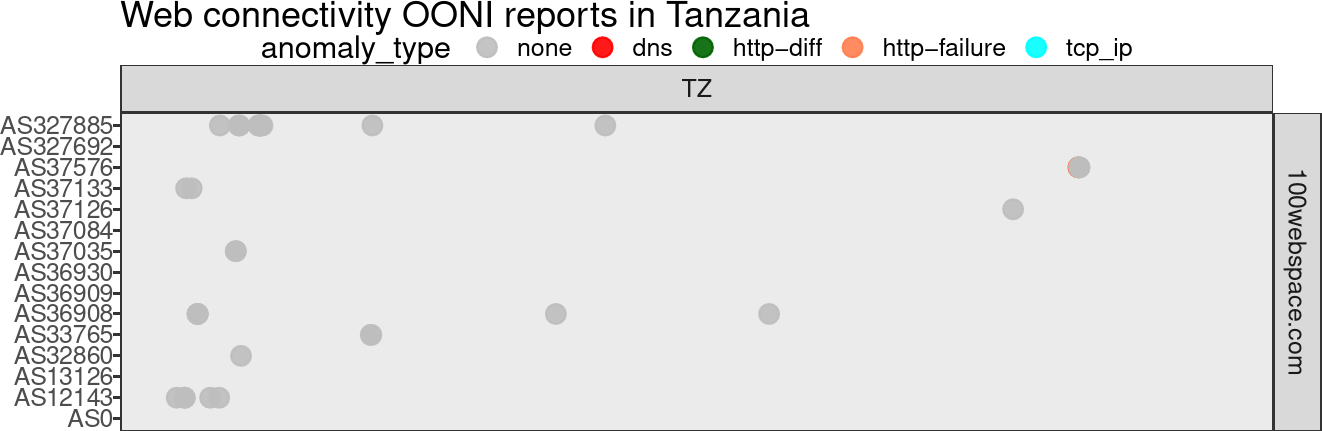 Web connectivity OONI reports in Tanzania
anomaly_type none dns http−diff http−failure tcp_ip
TZ
AS327885
AS327692
AS37576
AS37133
AS37126
AS37084
AS37035
AS36930
AS36909
AS36908
AS33765
AS32860
AS13126
AS12143
AS0
100webspace.com